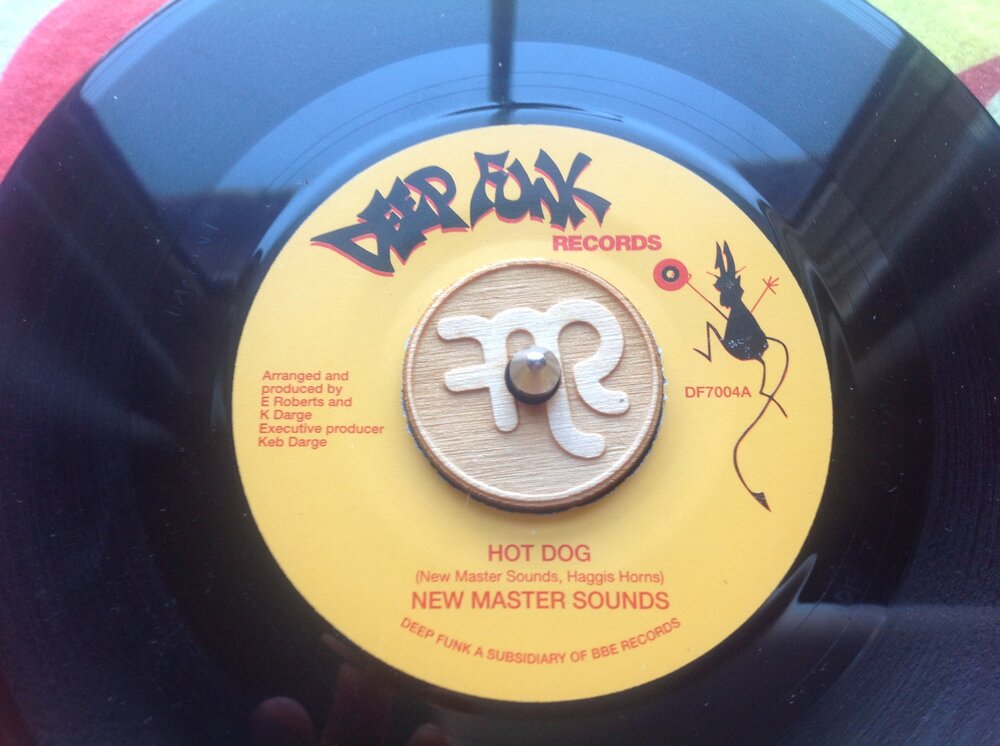 DEEP FUNK
RECORDS
DF7004A
Arranged and
produced by
E Roberts and
K Darge
Executive producer
Keb Darge
HOT DOG
(New Master Sounds, Haggis Horns)
NEW MASTER SOUNDS
DEEP FUNK A SUBSIDIARY OF BBE RECORDS